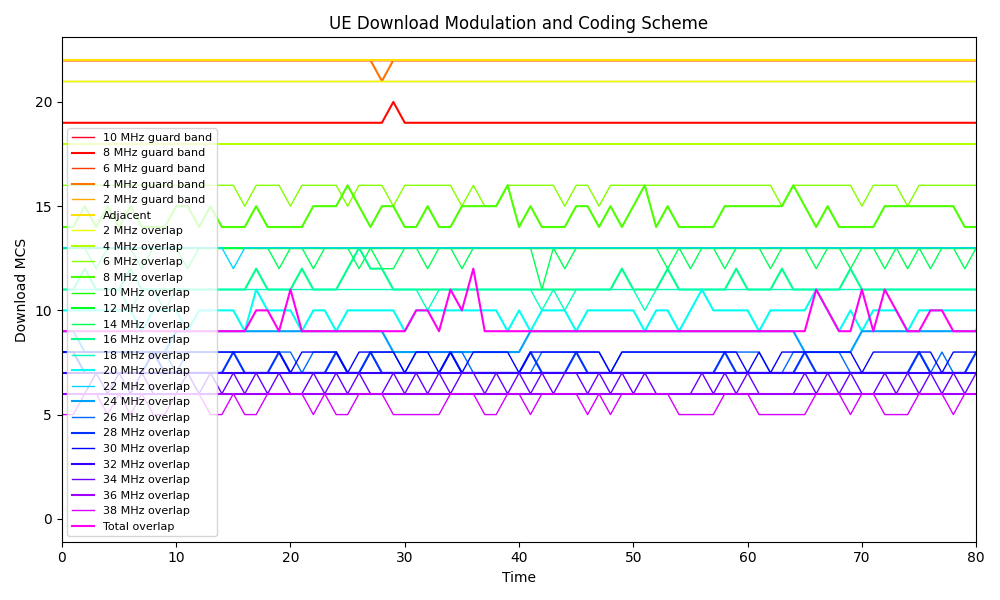 UE Download Modulation and Coding Scheme
Download MCS
20
15
10
5
0
10 MHz guard band
8 MHz guard band
6 MHz guard band
4 MHz guard band
2 MHz guard band
Adjacent
2 MHz overlap
4 MHz overlap
6 MHz overlap
8 MHz overlap
10 MHz overlap
12 MHz overlap
14 MHz overlap
16 MHz overlap
18 MHz overlap
20 MHz overlap
22 MHz overlap
24 MHz overlap
26 MHz overlap
28 MHz overlap
30 MHz overlap
32 MHz overlap
34 MHz overlap
36 MHz overlap
38 MHz overlap
Total overlap
0 10 20 30 40 50 60 70 80
Time